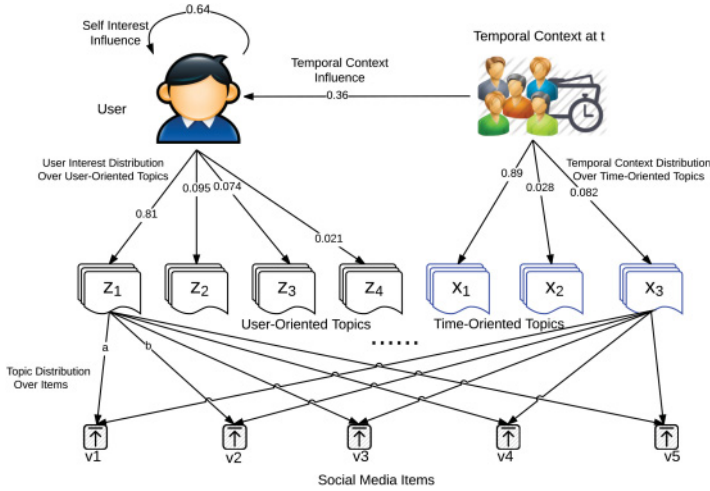 0.64
Self Interest
Influence
Temporal Context at t
Temporal Context
Influence
0.36
User
User Interest Distribution
Over User-Oriented Topics
Temporal Context Distribution
Over Time-Oriented Topics
0.81
0.095
0.074
0.021
0.89
0.028
0.082
z1
z2
z3
z4
x1
x2
x3
User-Oriented Topics
Time-Oriented Topics
......
a
b
Topic Distribution
Over Items
v1
v2
v3
v4
v5
Social Media Items